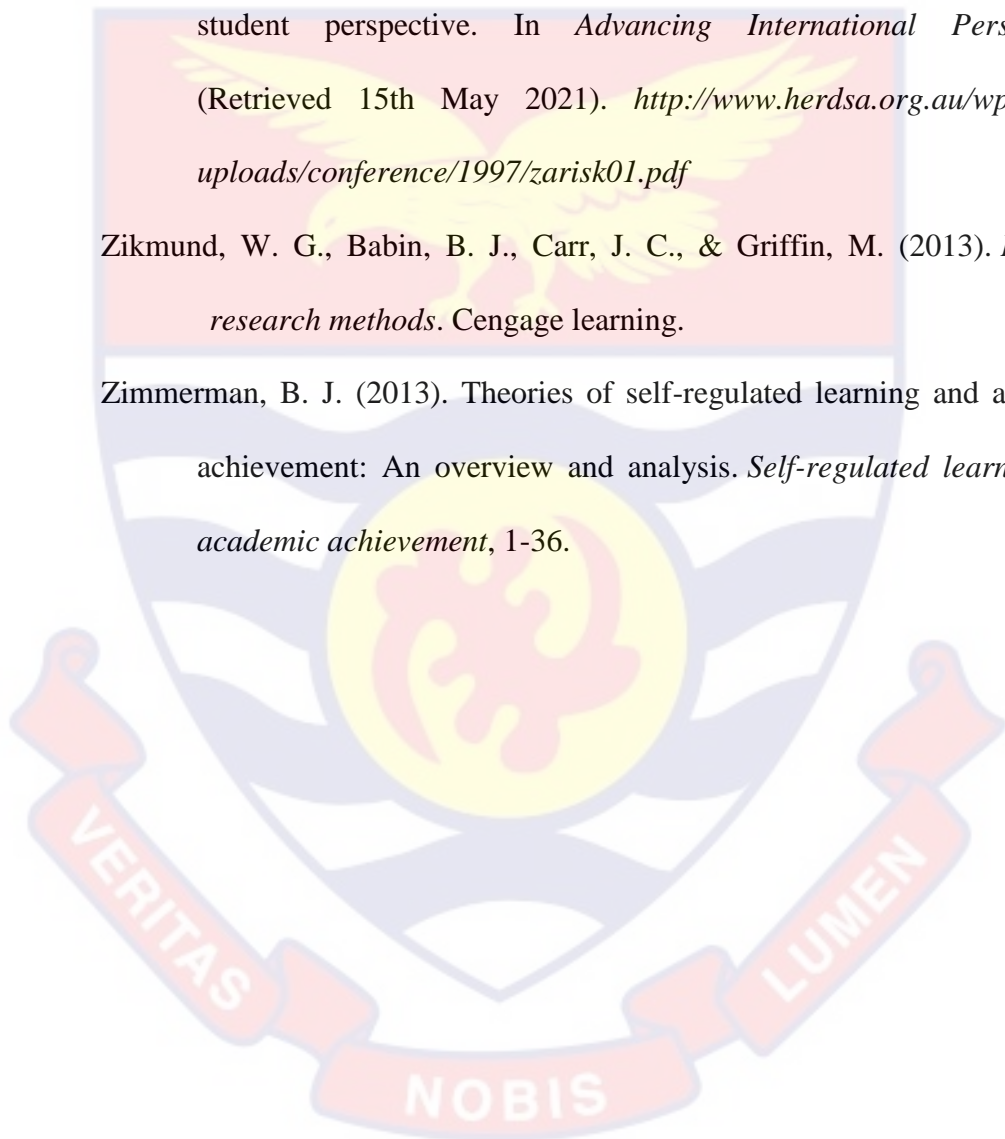 student perspective. In Advancing International Pers
(Retrieved 15th May 2021). http://www.herdsa.org.au/wp
uploads/conference/1997/zarisk01.pdf
Zikmund, W. G., Babin, B. J., Carr, J. C., & Griffin, M. (2013).
research methods. Cengage learning.
Zimmerman, B. J. (2013). Theories of self-regulated learning and a
achievement: An overview and analysis. Self-regulated learn
academic achievement, 1-36.
VERITAS
NOBIS
LUMEN